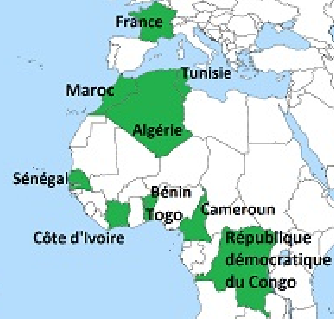 France
Tunisie
Maroc
Algérie
Sénégal
Bénin
Togo
Cameroun
Côte d'Ivoire
République
démocratique
du Congo